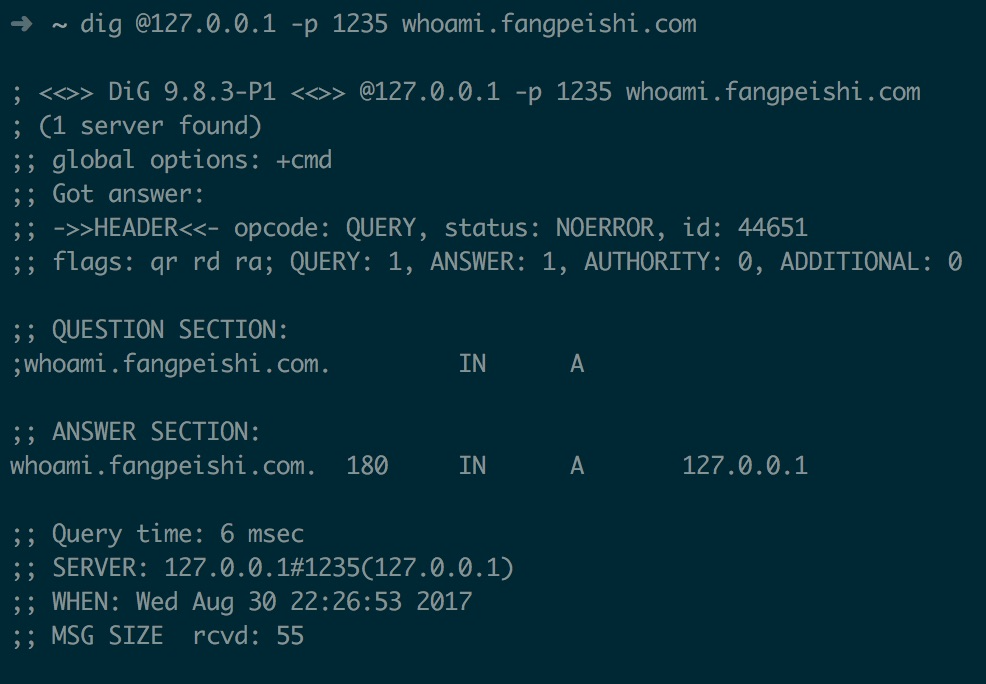 ➜ ~ dig @127.0.0.1 -p 1235 whoami.fangpeishi.com
; <<>> DiG 9.8.3-P1 <<>> @127.0.0.1 -p 1235 whoami.fangpeishi.com
; (1 server found)
;; global options: +cmd
;; Got answer:
;; ->>HEADER<<- opcode: QUERY, status: NOERROR, id: 44651
;; flags: qr rd ra; QUERY: 1, ANSWER: 1, AUTHORITY: 0, ADDITIONAL: 0
;; QUESTION SECTION:
;whoami.fangpeishi.com. IN A
;; ANSWER SECTION:
whoami.fangpeishi.com. 180 IN A 127.0.0.1
;; Query time: 6 msec
;; SERVER: 127.0.0.1#1235(127.0.0.1)
;; WHEN: Wed Aug 30 22:26:53 2017
;; MSG SIZE rcvd: 55